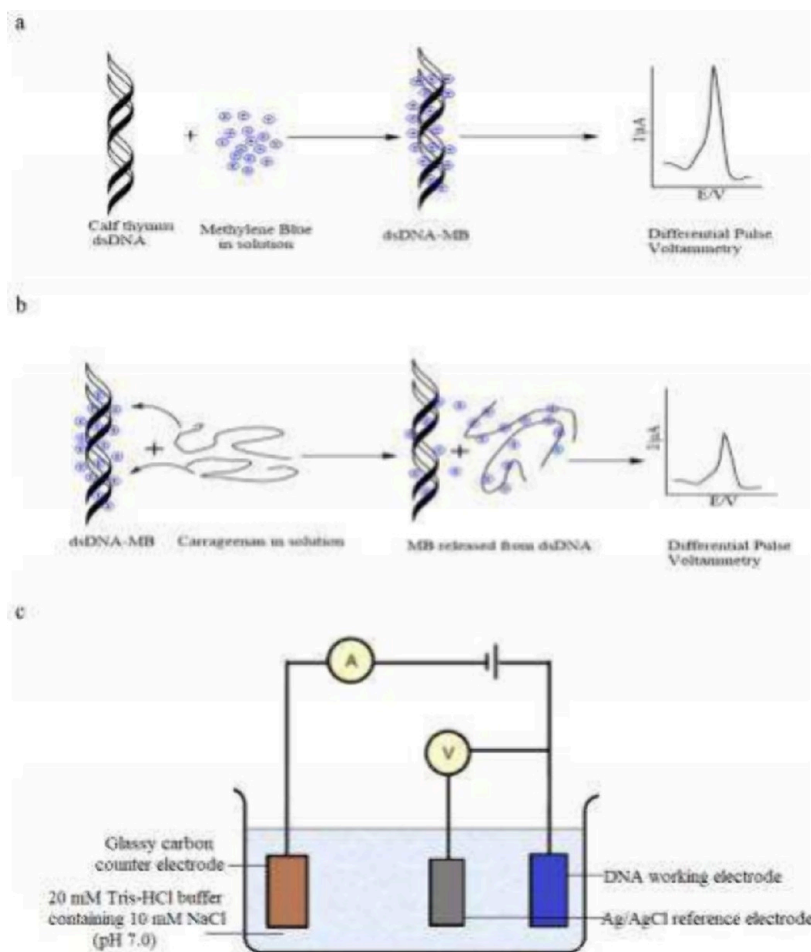 a
Calf thymus
dsDNA
+
Methylene Blue
in solution
dsDNA-MB
I/µA
E/V
Differential Pulse
Voltammetry
b
dsDNA-MB
+
Carrageenan in solution
+
MB released from dsDNA
I/µA
E/V
Differential Pulse
Voltammetry
c
A
V
Glassy carbon
counter electrode
20 mM Tris-HCl buffer
containing 10 mM NaCl
(pH 7.0)
DNA working electrode
Ag/AgCl reference electrode